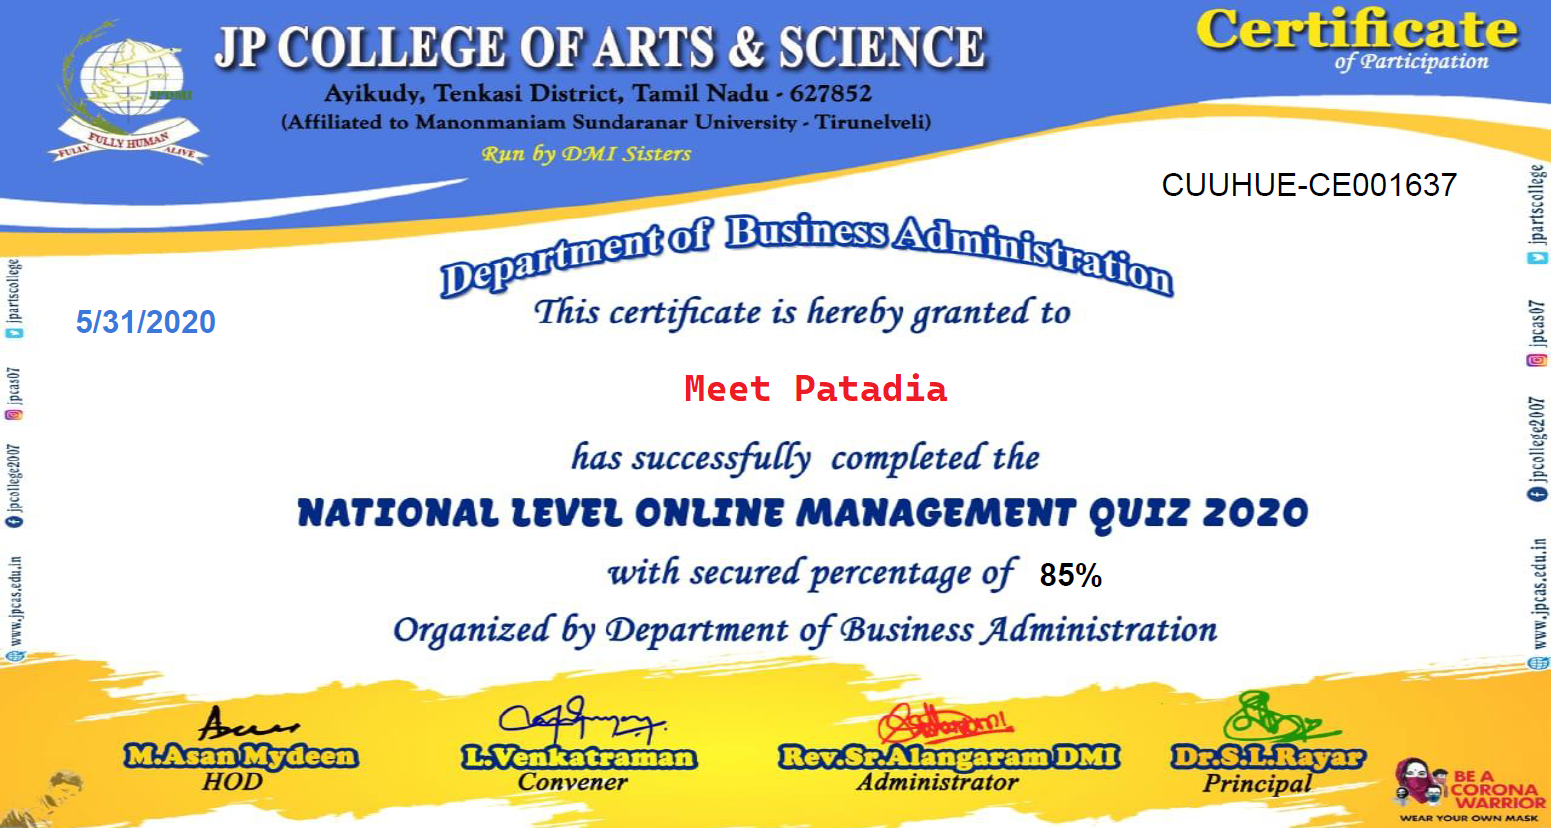 JP COLLEGE OF ARTS & SCIENCE
Ayikudy, Tenkasi District, Tamil Nadu - 627852
(Affiliated to Manonmaniam Sundaranar University - Tirunelveli)
Run by DMI Sisters
JPDMI
FULLY FULLY HUMAN ALIVE
Certificate
of Participation
CUUHUE-CE001637
Department of Business Administration
This certificate is hereby granted to
5/31/2020
Meet Patadia
has successfully completed the
NATIONAL LEVEL ONLINE MANAGEMENT QUIZ 2020
with secured percentage of 85%
Organized by Department of Business Administration
www.jpcas.edu.in jpcollege2007 jpcas07 jpartscollege
www.jpcas.edu.in jpcollege2007 jpcas07 jpartscollege
M.Asan Mydeen
HOD
L.Venkatraman
Convener
Rev.Sr.Alangaram DMI
Administrator
Dr.S.L.Rayar
Principal
BE A
CORONA
WARRIOR
WEAR YOUR OWN MASK